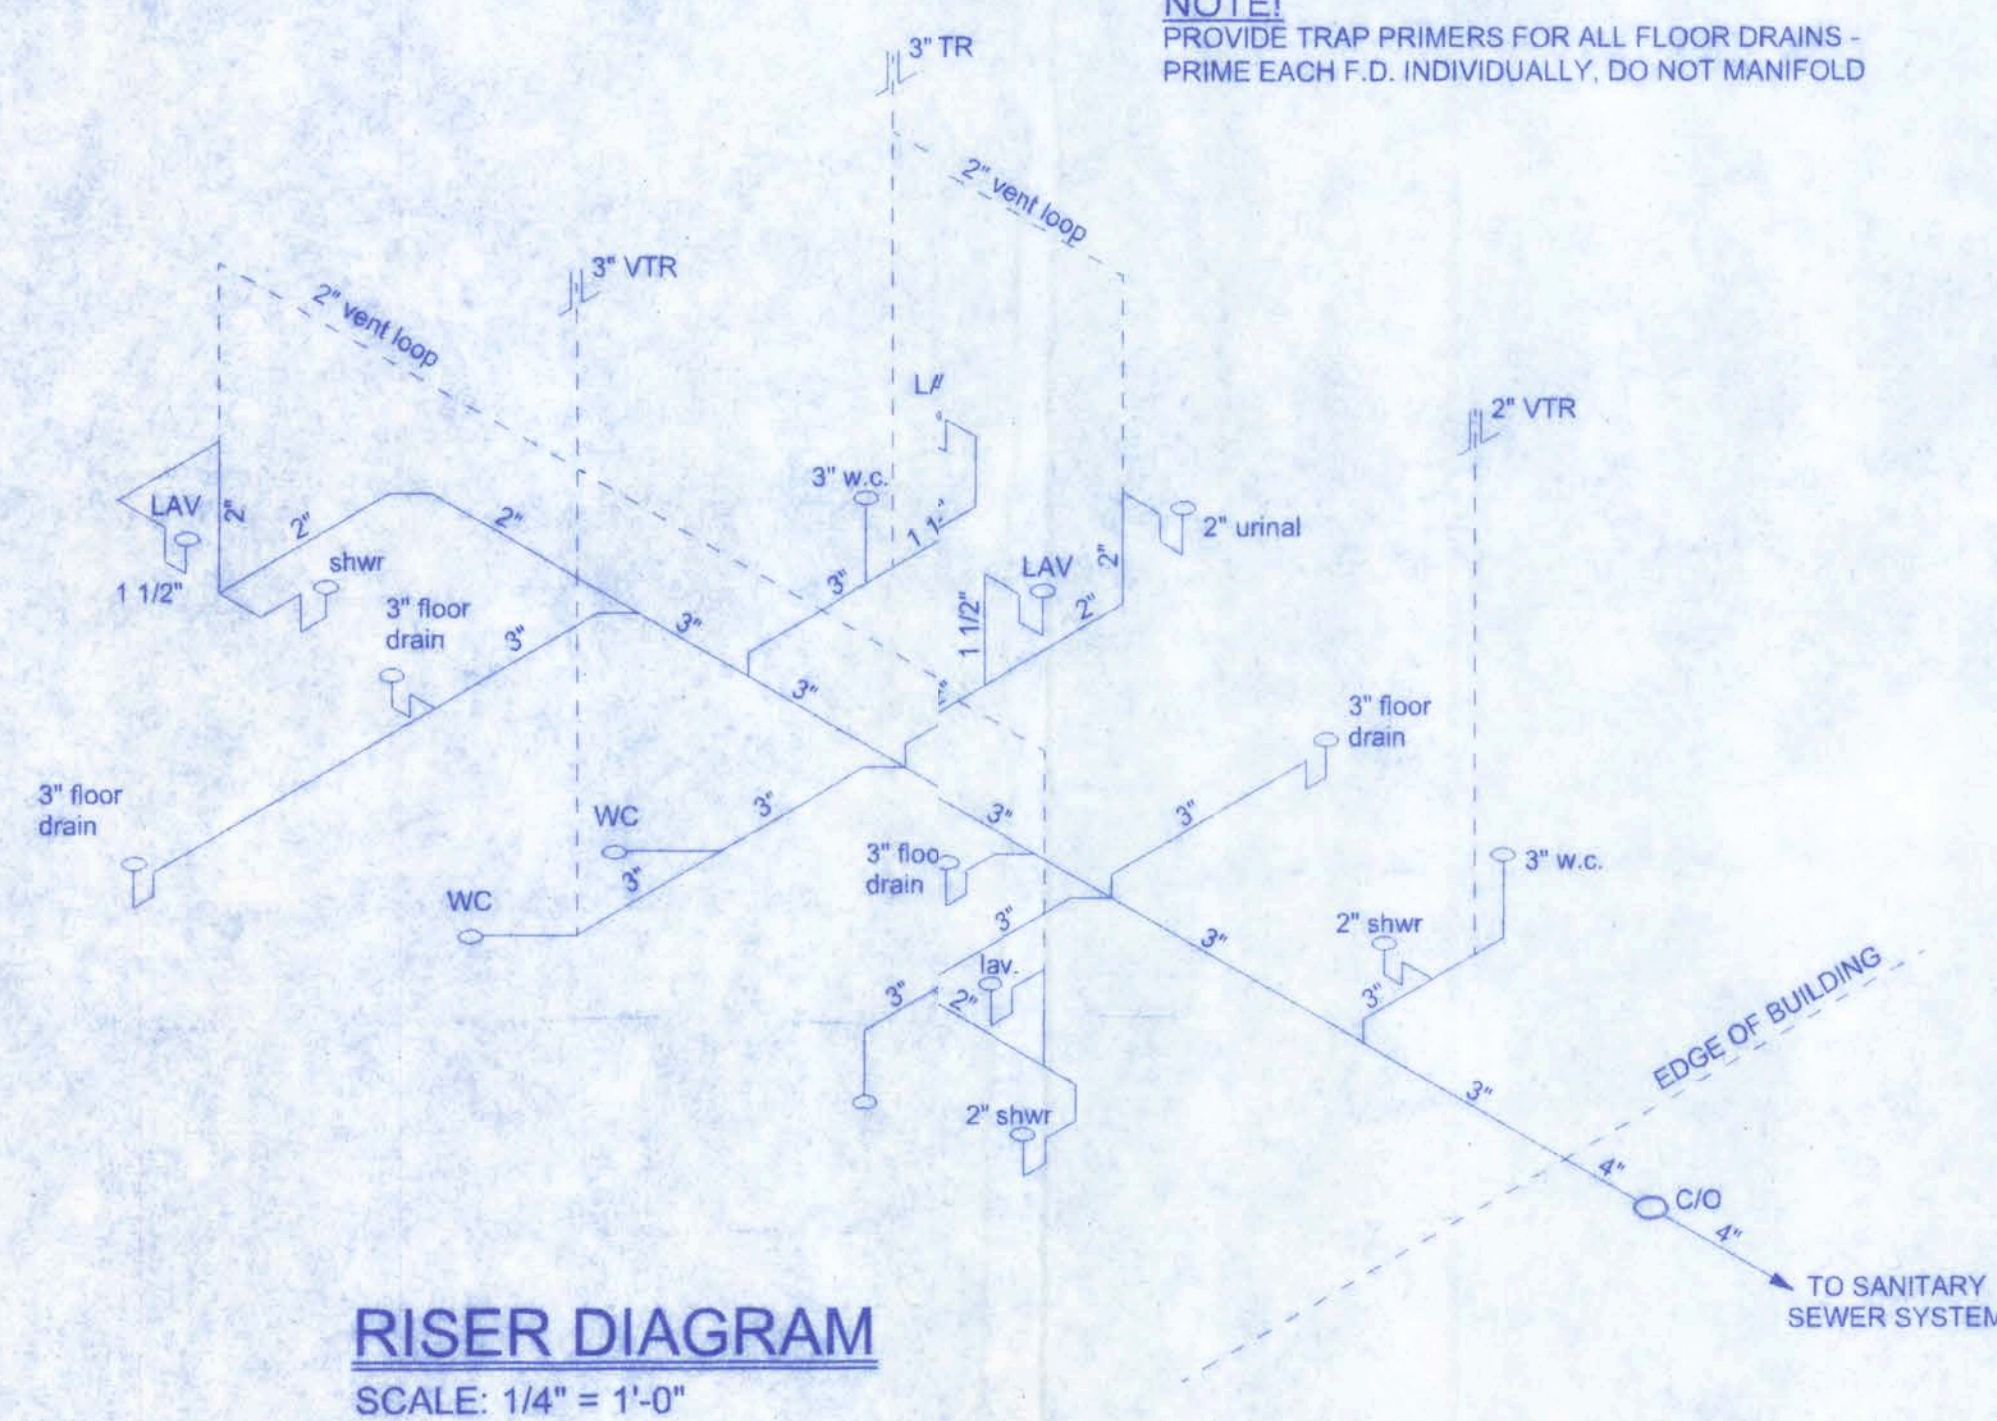 NOTE!
PROVIDE TRAP PRIMERS FOR ALL FLOOR DRAINS -
PRIME EACH F.D. INDIVIDUALLY, DO NOT MANIFOLD
3" TR
2" vent loop
3" VTR
2" vent loop
2" VTR
3" w.c.
LAV
2"
2"
2"
1 1/2"
shwr
3" floor
drain
3"
3"
3"
3"
LAV
1 1/2"
2"
2"
2" urinal
3" floor
drain
3" floor
drain
3"
WC
3"
WC
3"
3"
3" floo
drain
3"
3"
3"
lav.
2"
2" shwr
3"
3" w.c.
2" shwr
3"
3"
EDGE OF BUILDING
4"
C/O
4"
TO SANITARY
SEWER SYSTEM
RISER DIAGRAM
SCALE: 1/4" = 1'-0"